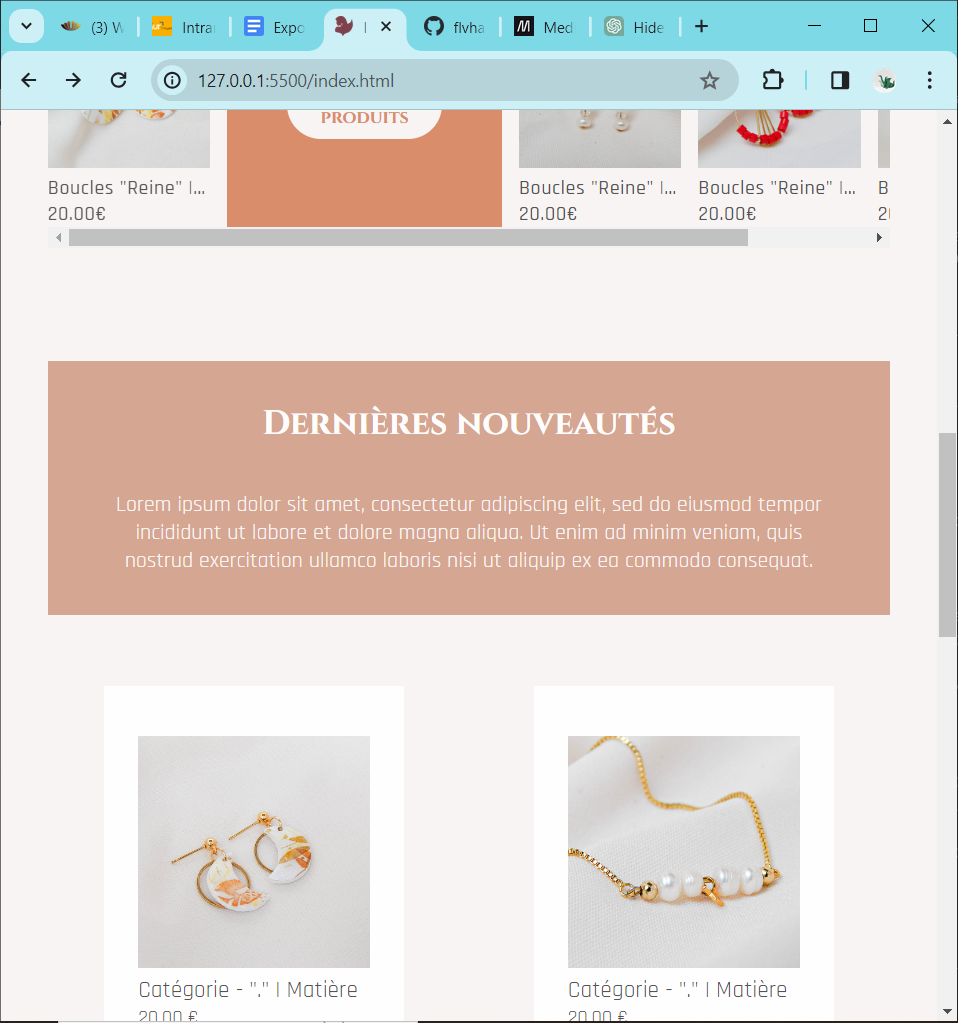 (3) W
Intra
Expo
flvha
Med
Hide
127.0.0.1:5500/index.html
PRODUITS
Boucles "Reine" |...
20.00€
Boucles "Reine" |...
20.00€
Boucles "Reine" |...
20.00€
B
20
Dernières nouveautés
Lorem ipsum dolor sit amet, consectetur adipiscing elit, sed do eiusmod tempor
incididunt ut labore et dolore magna aliqua. Ut enim ad minim veniam, quis
nostrud exercitation ullamco laboris nisi ut aliquip ex ea commodo consequat.
Catégorie - "." | Matière
20.00 €
Catégorie - "." | Matière
20.00 €